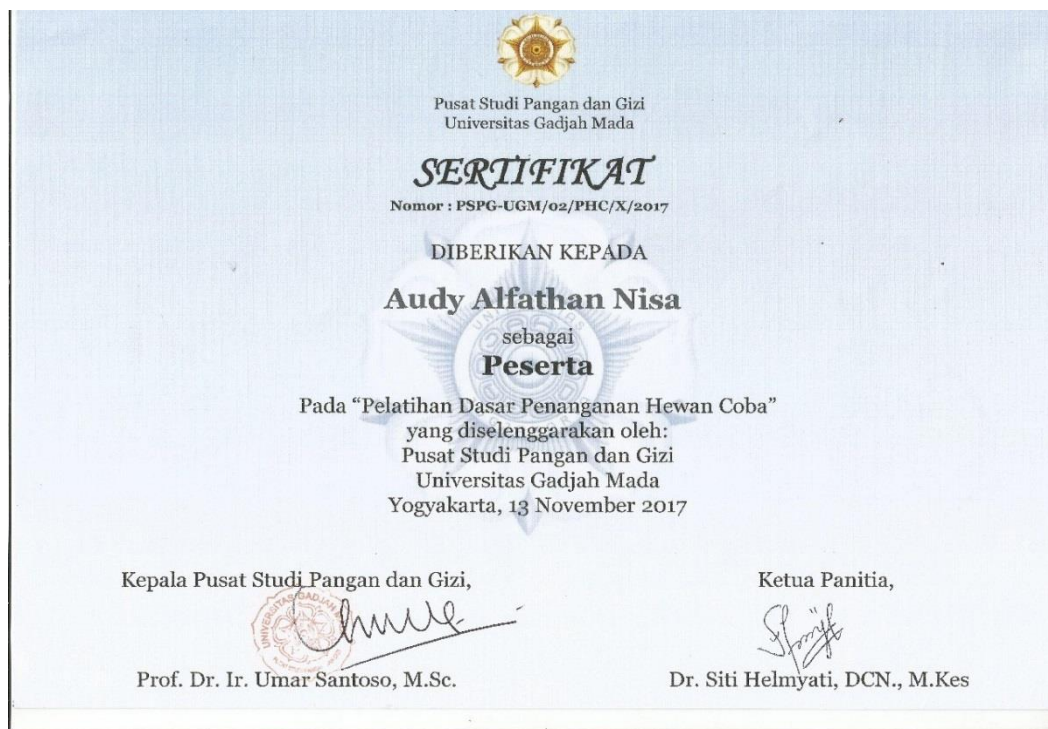 Pusat Studi Pangan dan Gizi
Universitas Gadjah Mada
SERTIFIKAT
Nomor : PSPG-UGM/02/PHC/X/2017
DIBERIKAN KEPADA
Audy Alfathan Nisa
sebagai
Peserta
Pada “Pelatihan Dasar Penanganan Hewan Coba”
yang diselenggarakan oleh:
Pusat Studi Pangan dan Gizi
Universitas Gadjah Mada
Yogyakarta, 13 November 2017
Kepala Pusat Studi Pangan dan Gizi,
Ketua Panitia,
UNIVERSITAS GADJAH
Prof. Dr. Ir. Umar Santoso, M.Sc.
Dr. Siti Helmyati, DCN., M.Kes